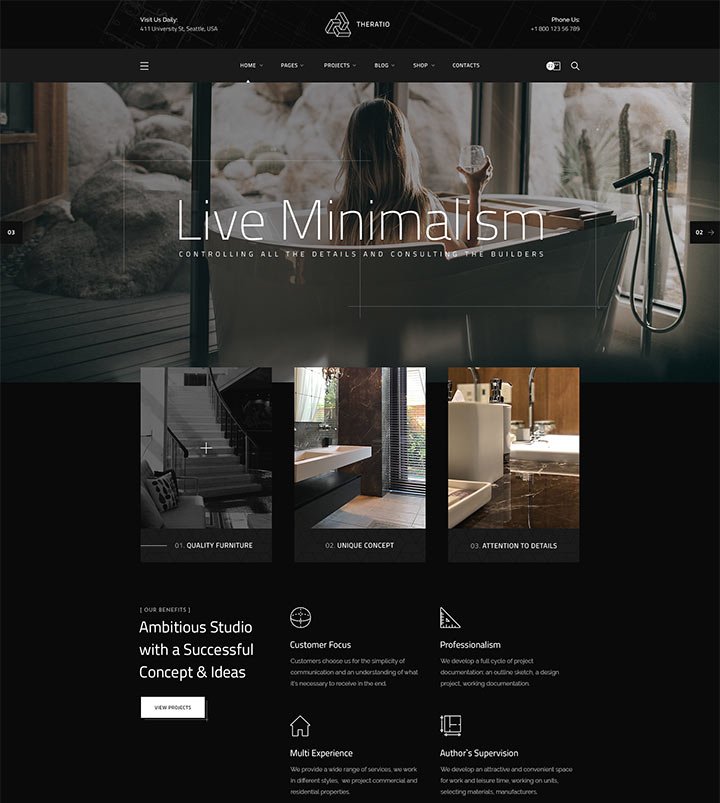 Visit Us Daily:
411 University St, Seattle, USA
THERATIO
Phone Us:
+1 800 123 56 789
HOME PAGES PROJECTS BLOG SHOP CONTACTS
Live Minimalism
CONTROLLING ALL THE DETAILS AND CONSULTING THE BUILDERS
03
02
01. QUALITY FURNITURE
02. UNIQUE CONCEPT
03. ATTENTION TO DETAILS
[ OUR BENEFITS ]
Ambitious Studio
with a Successful
Concept & Ideas
VIEW PROJECTS
Customer Focus
Customers choose us for the simplicity of
communication and an understanding of what
it's necessary to receive in the end.
Professionalism
We develop a full cycle of project
documentation: an outline sketch, a design
project, working documentation.
Multi Experience
We provide a wide range of services, we work
in different styles, we project commercial and
residential properties.
Author`s Supervision
We develop an attractive and convenient space
for work and leisure time, working on units,
selecting materials, manufacturers.